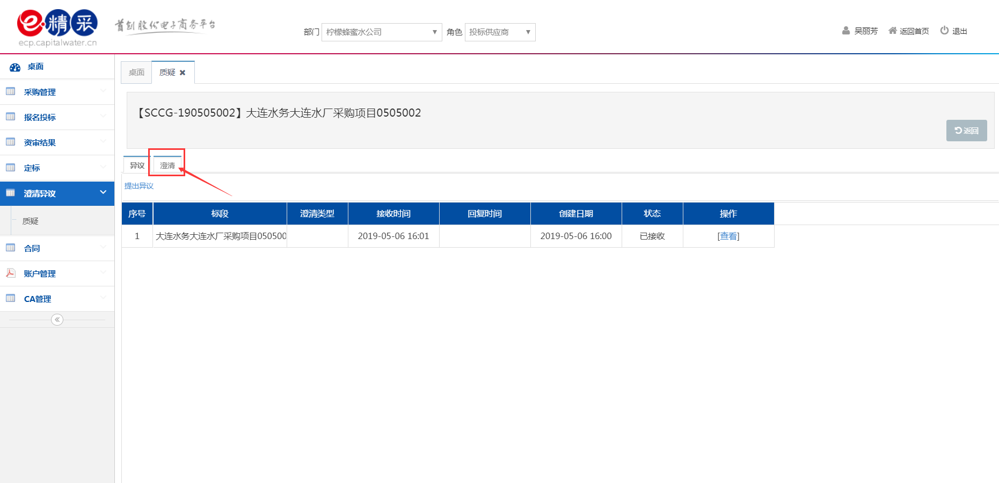 e精采
ecp.capitalwater.cn
首创股份电子商务平台
部门 柠檬蜂蜜水公司 ▼ 角色 投标供应商 ▼
吴丽芳 返回首页 退出
桌面
采购管理
报名投标
资审结果
定标
澄清异议
质疑
合同
账户管理
CA管理
桌面 质疑 ✖
【SCCG-190505002】大连水务大连水厂采购项目0505002
返回
异议 澄清
提出异议
序号 标段 澄清类型 接收时间 回复时间 创建日期 状态 操作
1 大连水务大连水厂采购项目050500 2019-05-06 16:01 2019-05-06 16:00 已接收 [查看]